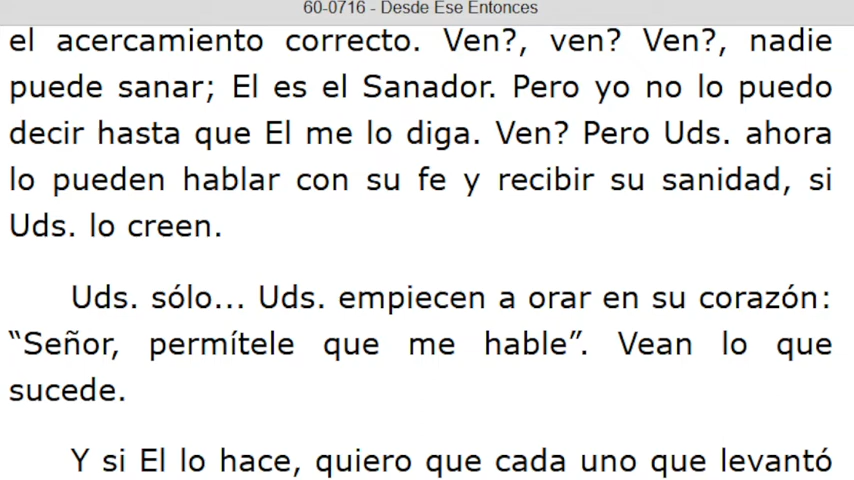 60-0716 - Desde Ese Entonces
el acercamiento correcto. Ven?, ven? Ven?, nadie
puede sanar; El es el Sanador. Pero yo no lo puedo
decir hasta que El me lo diga. Ven? Pero Uds. ahora
lo pueden hablar con su fe y recibir su sanidad, si
Uds. lo creen.
Uds. sólo... Uds. empiecen a orar en su corazón:
“Señor, permítele que me hable”. Vean lo que
sucede.
Y si El lo hace, quiero que cada uno que levantó